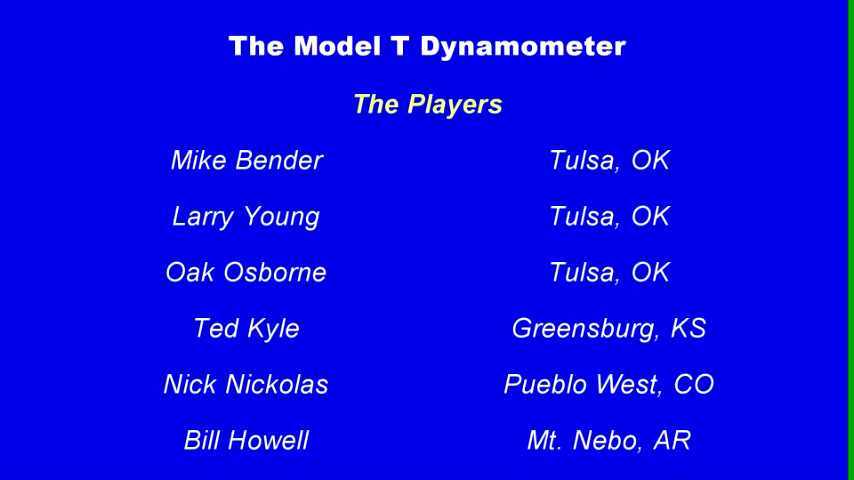 The Model T Dynamometer
The Players
Mike Bender Tulsa, OK
Larry Young Tulsa, OK
Oak Osborne Tulsa, OK
Ted Kyle Greensburg, KS
Nick Nickolas Pueblo West, CO
Bill Howell Mt. Nebo, AR